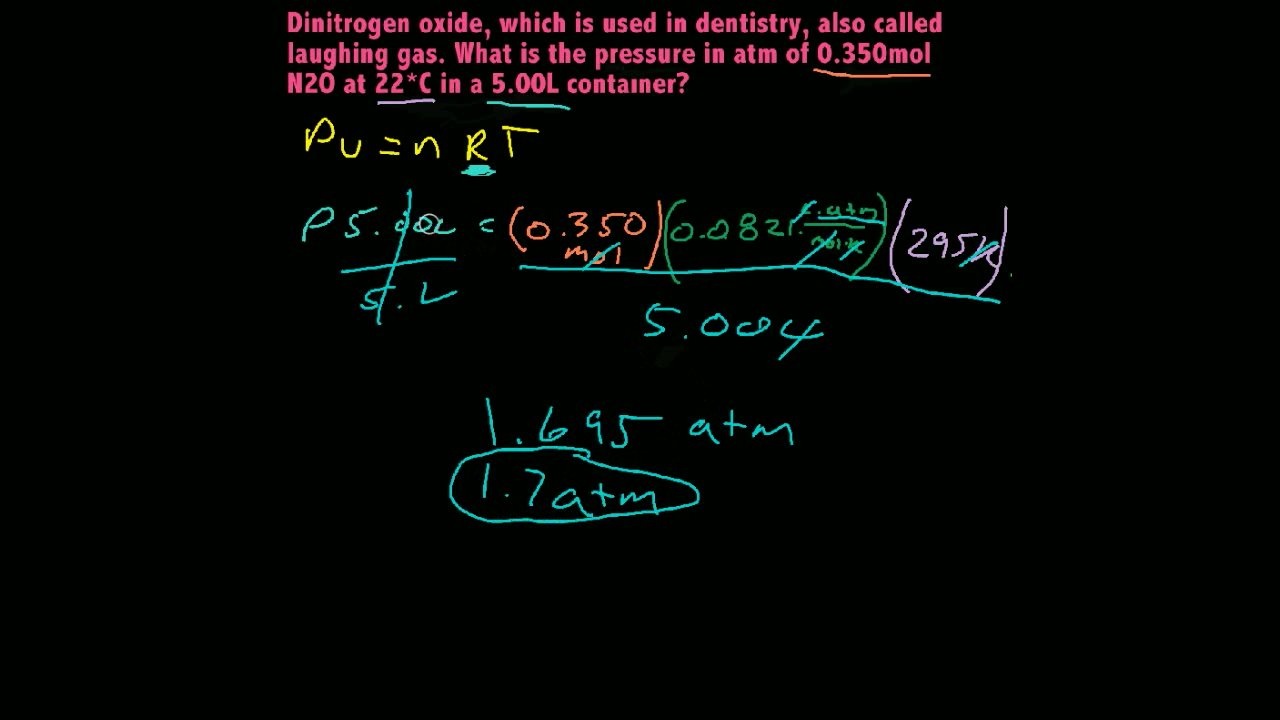 Dinitrogen oxide, which is used in dentistry, also called
laughing gas. What is the pressure in atm of 0.350mol
N2O at 22*C in a 5.00L container?
PV = nRT
P 5.00L = (0.350 mol)(0.0821 L.atm/mol.K)(295K)
5.L 5.00L
1.695 atm
1.7 atm